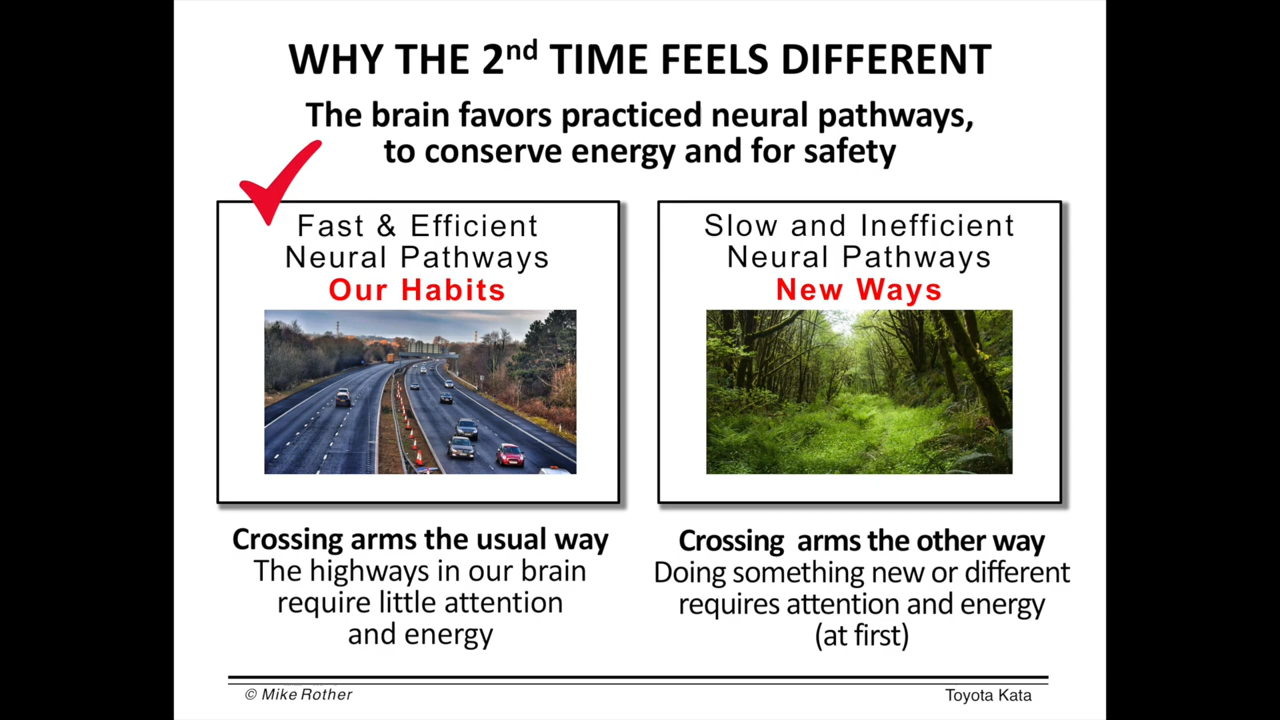 WHY THE 2nd TIME FEELS DIFFERENT
The brain favors practiced neural pathways,
to conserve energy and for safety
Fast & Efficient
Neural Pathways
Our Habits
Slow and Inefficient
Neural Pathways
New Ways
Crossing arms the usual way
The highways in our brain
require little attention
and energy
Crossing arms the other way
Doing something new or different
requires attention and energy
(at first)
© Mike Rother
Toyota Kata